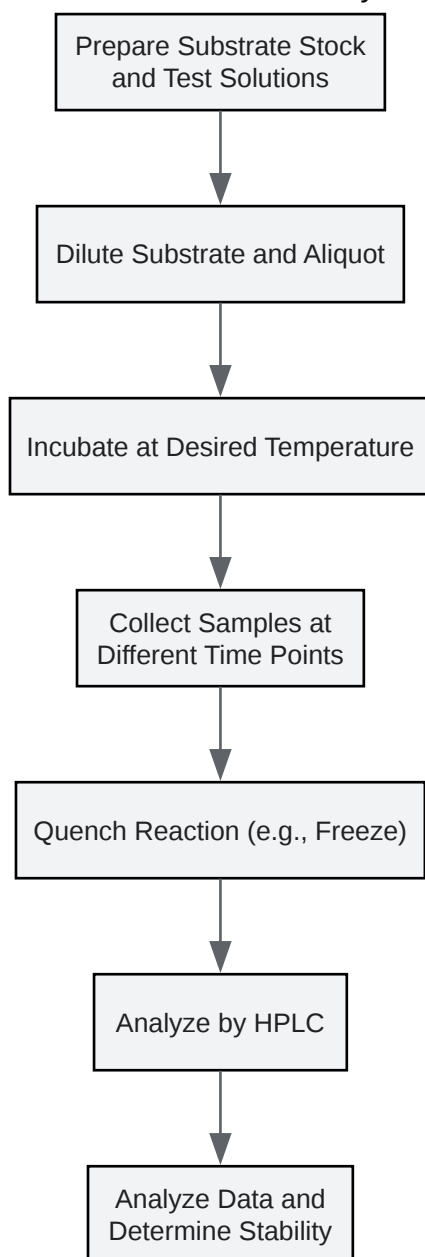 Prepare Substrate Stock
and Test Solutions
Dilute Substrate and Aliquot
Incubate at Desired Temperature
Collect Samples at
Different Time Points
Quench Reaction (e.g., Freeze)
Analyze by HPLC
Analyze Data and
Determine Stability